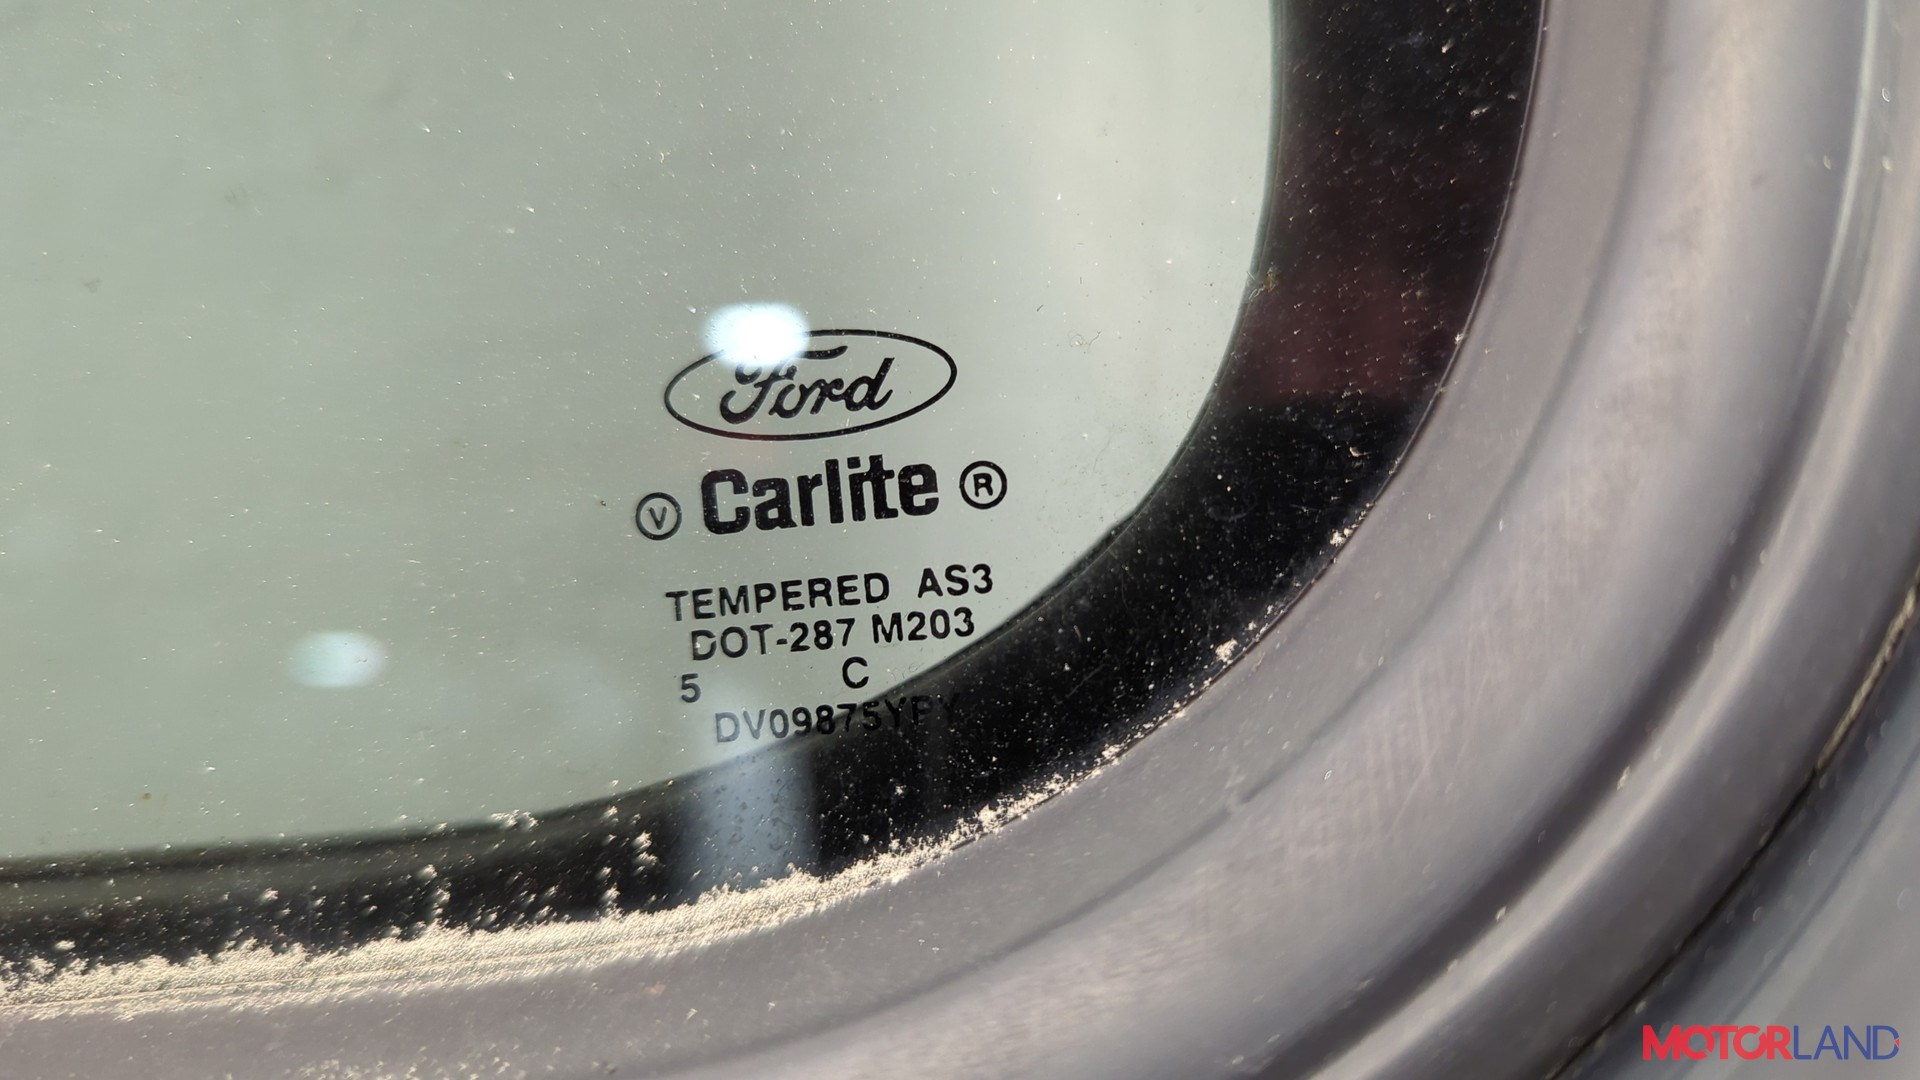 Ford
V Carlite ®
TEMPERED AS3
DOT-287 M203
5 C
MOTORLAND